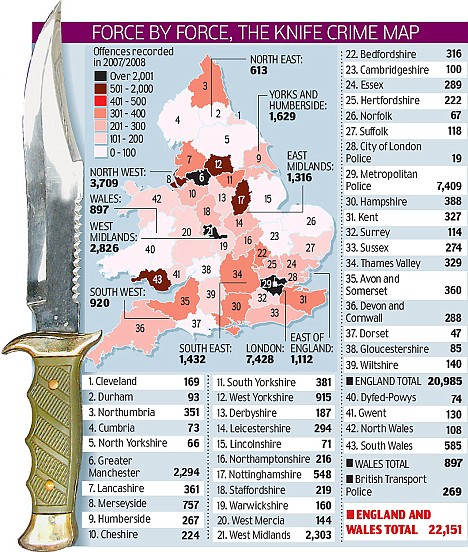 FORCE BY FORCE, THE KNIFE CRIME MAP
Offences recorded
in 2007/2008
Over 2,001
501 - 2,000
401 - 500
301 - 400
201 - 300
101 - 200
0 - 100
NORTH EAST:
613
YORKS AND
HUMBERSIDE:
1,629
EAST
MIDLANDS:
1,316
NORTH WEST:
3,709
WALES:
897
WEST
MIDLANDS:
2,826
SOUTH WEST:
920
SOUTH EAST:
1,432
LONDON:
7,428
EAST OF
ENGLAND:
1,112
3
4
2
1
5
7
12
9
8
6
11
10
13
17
15
42
18
14
20
21
16
26
40
19
23
27
22
43
41
38
34
25
24
28
29
35
39
30
32
31
33
36
37
1. Cleveland 169
2. Durham 93
3. Northumbria 351
4. Cumbria 73
5. North Yorkshire 66
6. Greater
Manchester 2,294
7. Lancashire 361
8. Merseyside 757
9. Humberside 267
10. Cheshire 224
11. South Yorkshire 381
12. West Yorkshire 915
13. Derbyshire 187
14. Leicestershire 294
15. Lincolnshire 71
16. Northamptonshire 216
17. Nottinghamshire 548
18. Staffordshire 219
19. Warwickshire 160
20. West Mercia 144
21. West Midlands 2,303
22. Bedfordshire 316
23. Cambridgeshire 100
24. Essex 289
25. Hertfordshire 222
26. Norfolk 67
27. Suffolk 118
28. City of London
Police 19
29. Metropolitan
Police 7,409
30. Hampshire 388
31. Kent 327
32. Surrey 114
33. Sussex 274
34. Thames Valley 329
35. Avon and
Somerset 360
36. Devon and
Cornwall 288
37. Dorset 47
38. Gloucestershire 85
39. Wiltshire 140
ENGLAND TOTAL 20,985
40. Dyfed-Powys 74
41. Gwent 130
42. North Wales 108
43. South Wales 585
WALES TOTAL 897
British Transport
Police 269
ENGLAND AND
WALES TOTAL 22,151